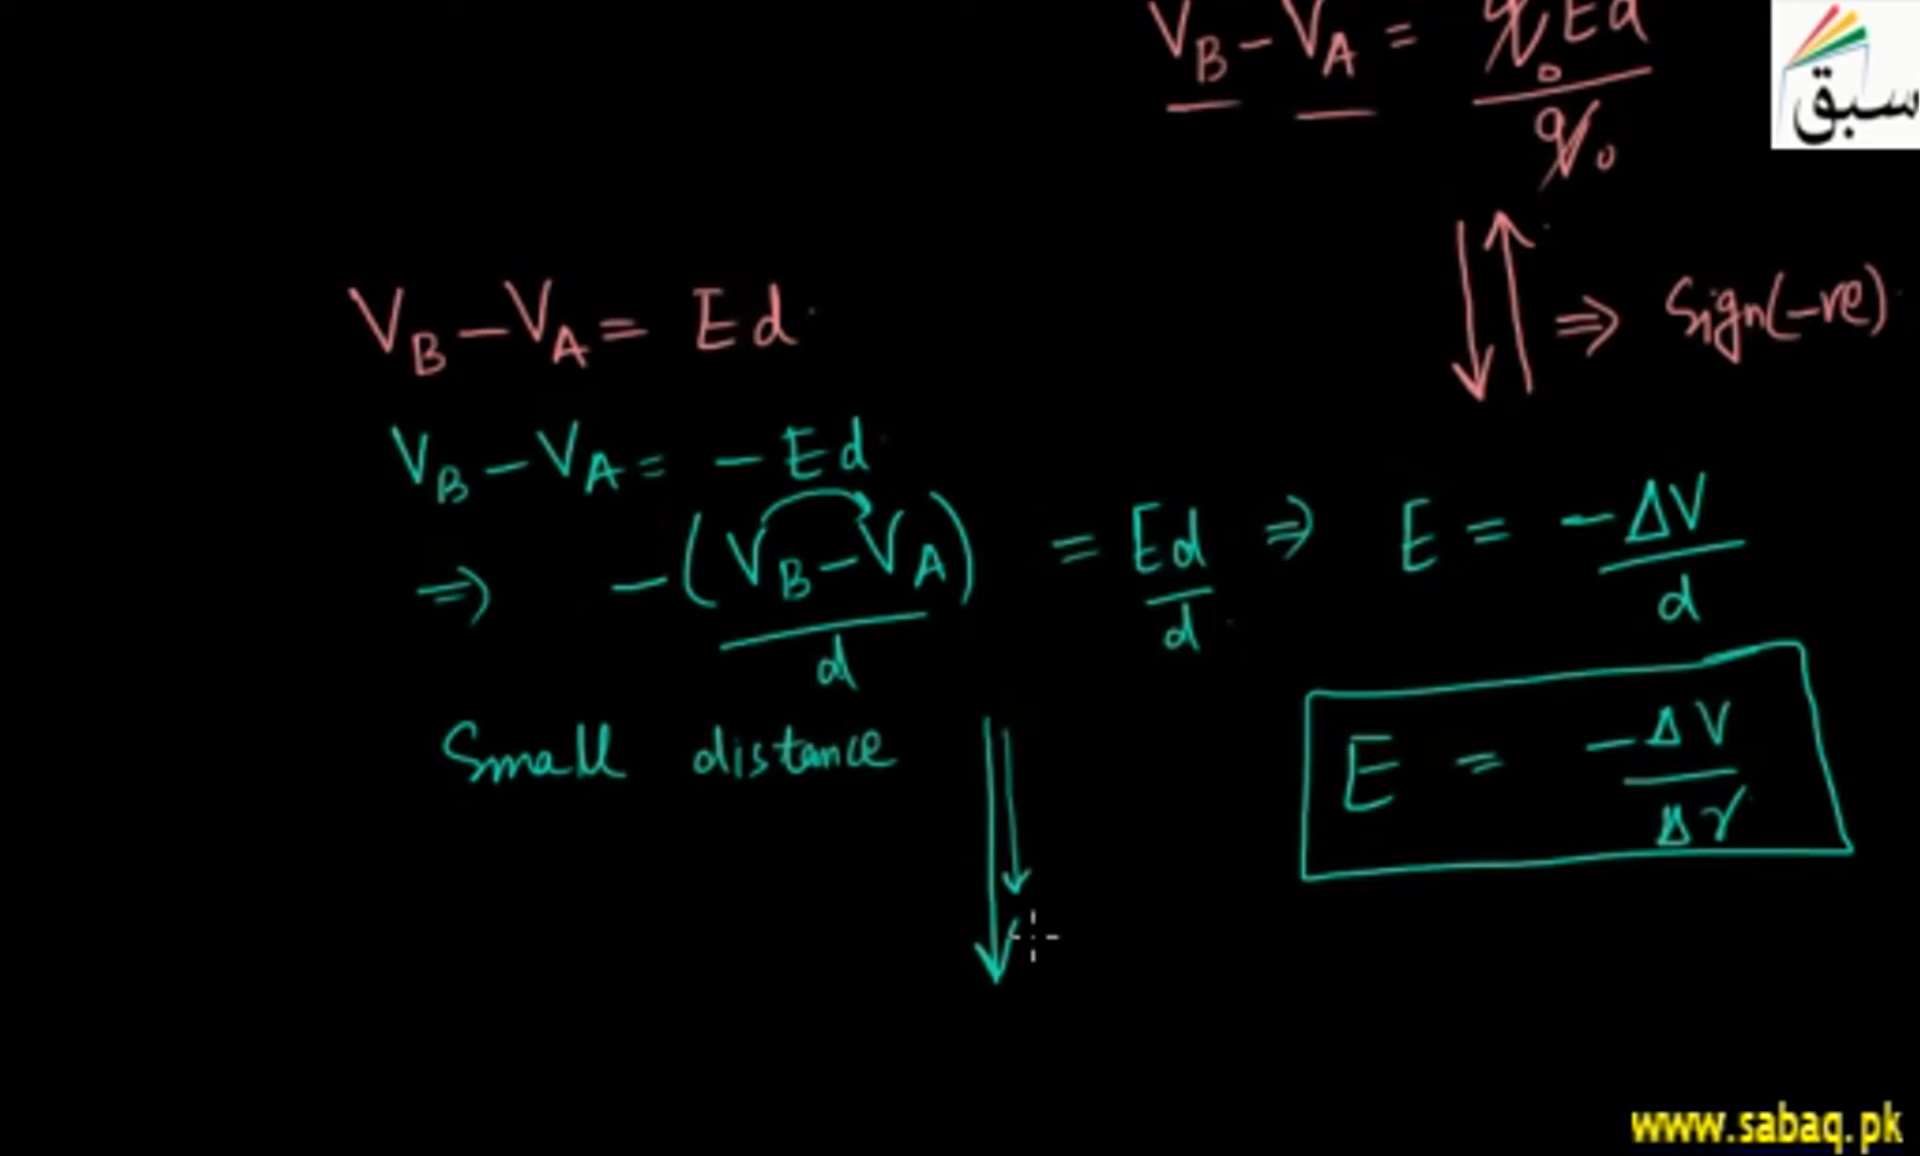 V_B - V_A = q₀Ed / q₀
سبق
⇒ Sign(-ve)
V_B - V_A = Ed
V_B - V_A = - Ed
⇒ -(V_B - V_A) / d = Ed / d ⇒ E = -ΔV / d
Small distance
E = -ΔV / Δr
www.sabaq.pk